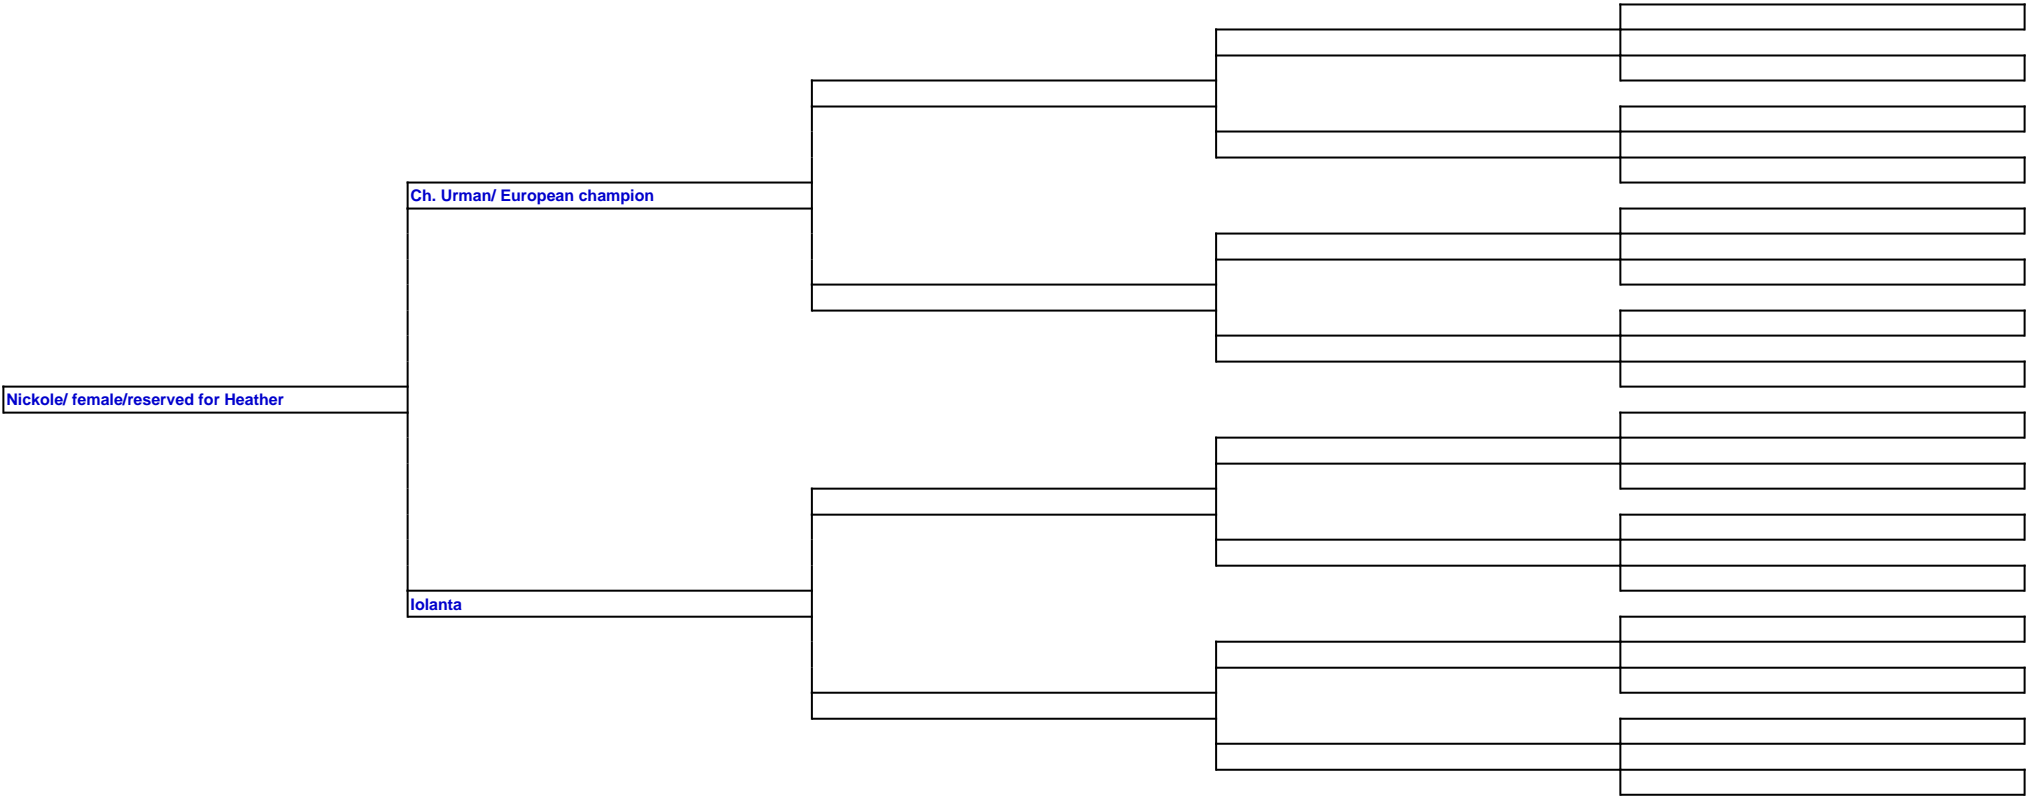 Ch. Urman/ European champion
Nickole/ female/reserved for Heather
Iolanta